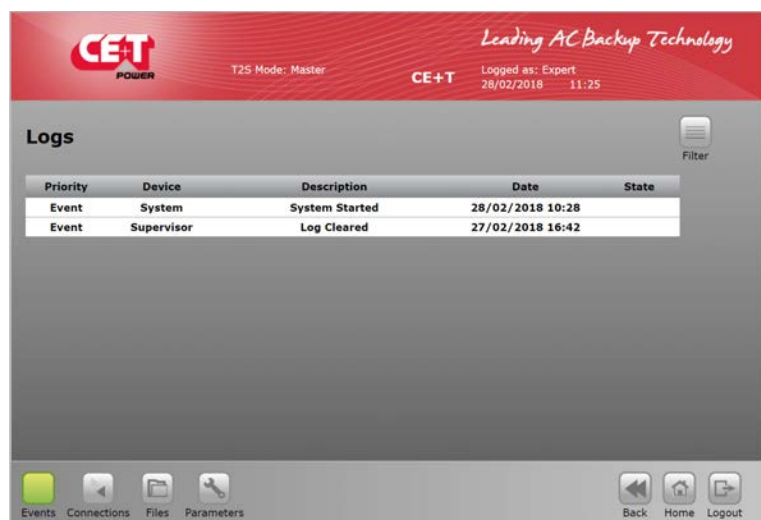 CE+T
POWER
Leading AC Backup Technology
T2S Mode: Master
CE+T
Logged as: Expert
28/02/2018 11:25
Logs
Filter
Priority Device Description Date State
Event System System Started 28/02/2018 10:28
Event Supervisor Log Cleared 27/02/2018 16:42
Events Connections Files Parameters Back Home Logout